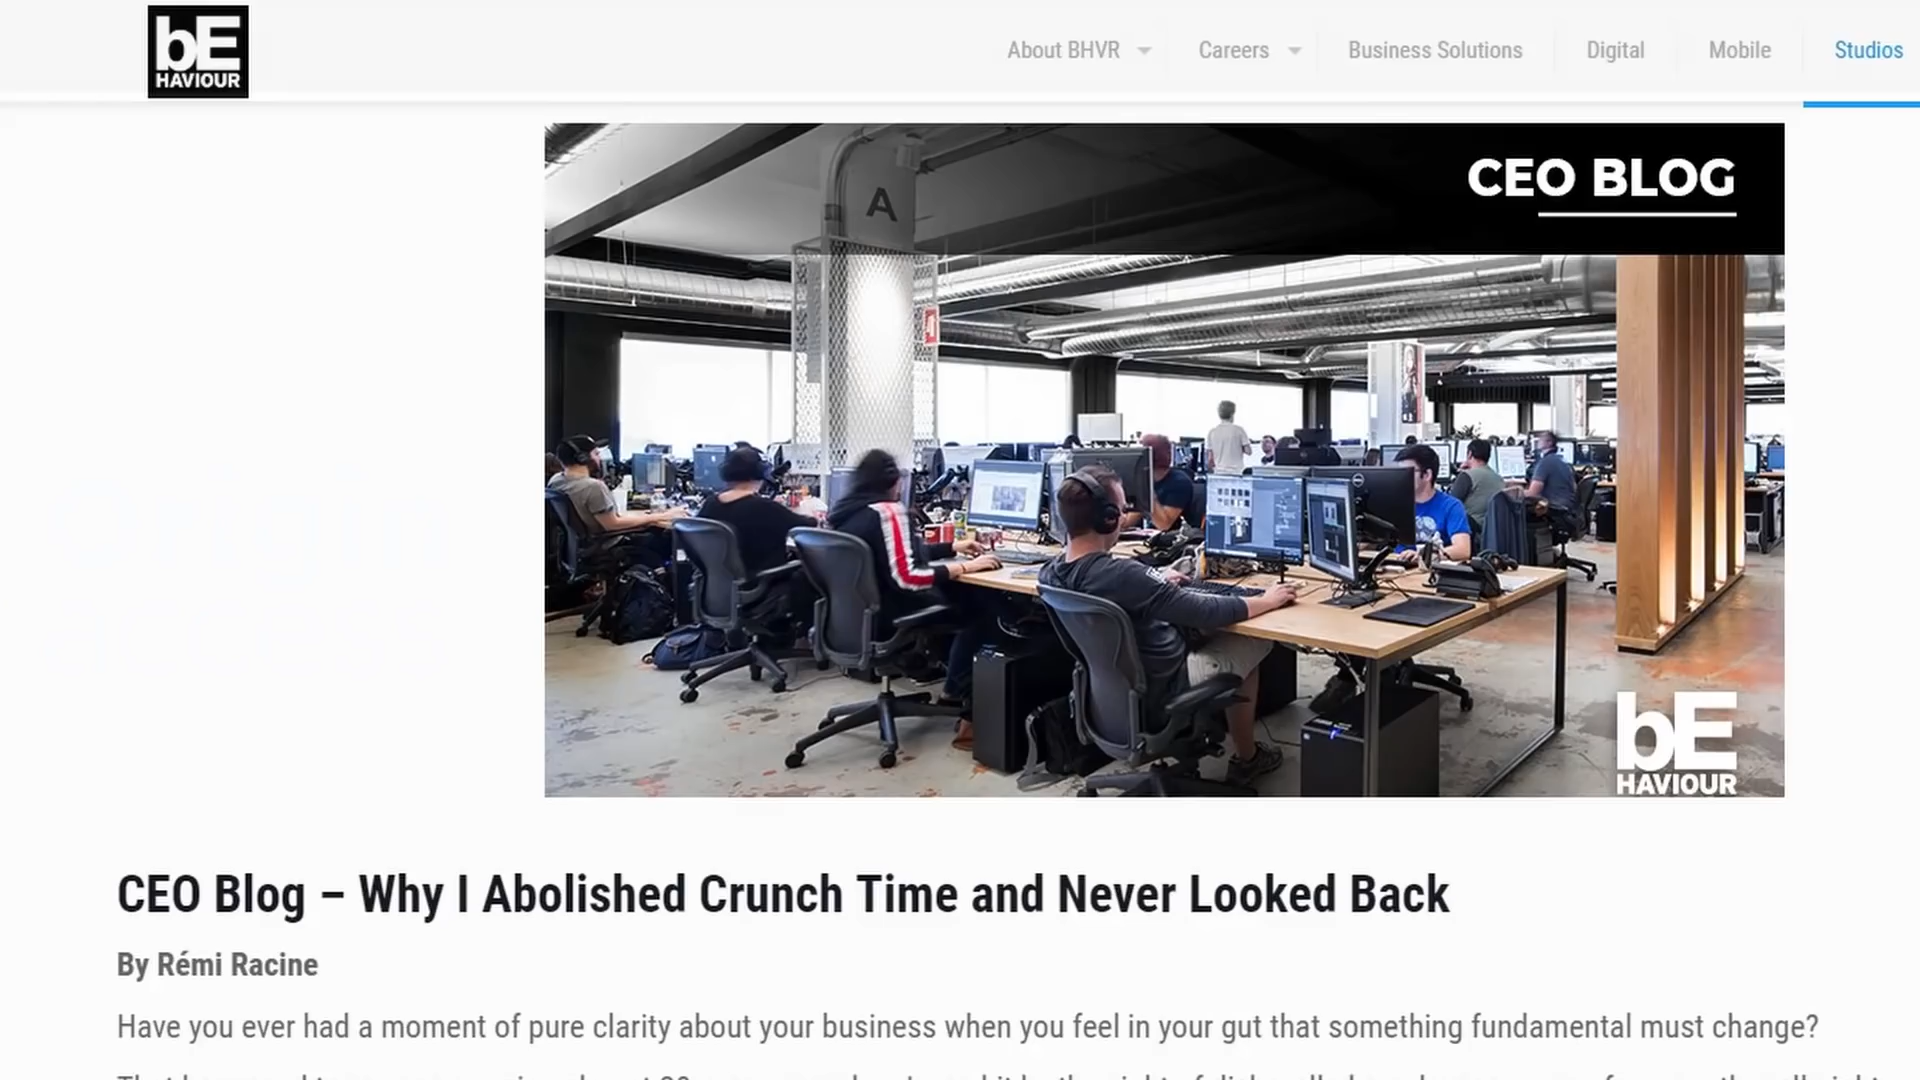 bE
HAVIOUR
About BHVR
Careers
Business Solutions
Digital
Mobile
Studios
CEO BLOG
A
bE
HAVIOUR
CEO Blog – Why I Abolished Crunch Time and Never Looked Back
By Rémi Racine
Have you ever had a moment of pure clarity about your business when you feel in your gut that something fundamental must change?